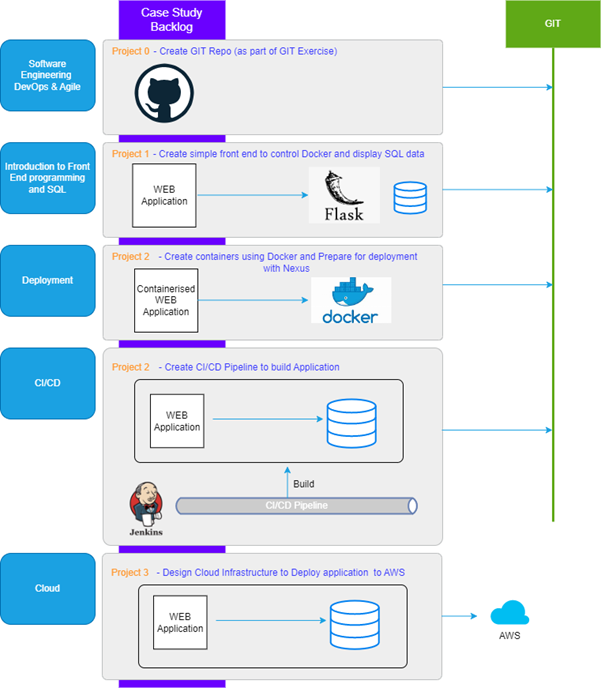 Case Study
Backlog
GIT
Software
Engineering
DevOps & Agile
Project 0 - Create GIT Repo (as part of GIT Exercise)
Introduction to Front
End programming
and SQL
Project 1 - Create simple front end to control Docker and display SQL data
WEB
Application
Flask
Deployment
Project 2 - Create containers using Docker and Prepare for deployment
with Nexus
Containerised
WEB
Application
docker
CI/CD
Project 2 - Create CI/CD Pipeline to build Application
WEB
Application
Build
CI/CD Pipeline
Jenkins
Cloud
Project 3 - Design Cloud Infrastructure to Deploy application to AWS
WEB
Application
AWS